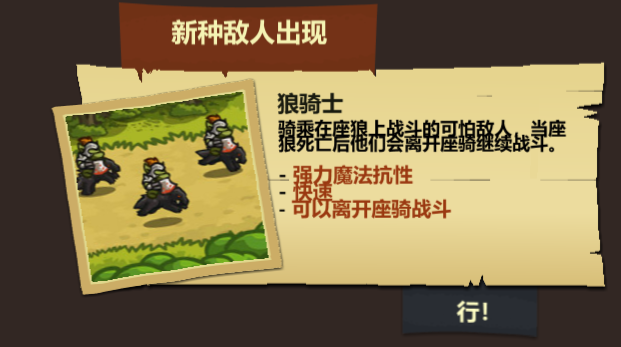 新种敌人出现
狼骑士
骑乘在座狼上战斗的可怕敌人。当座
狼死亡后他们会离开座骑继续战斗。
- 强力魔法抗性
- 快速
- 可以离开座骑战斗
行!